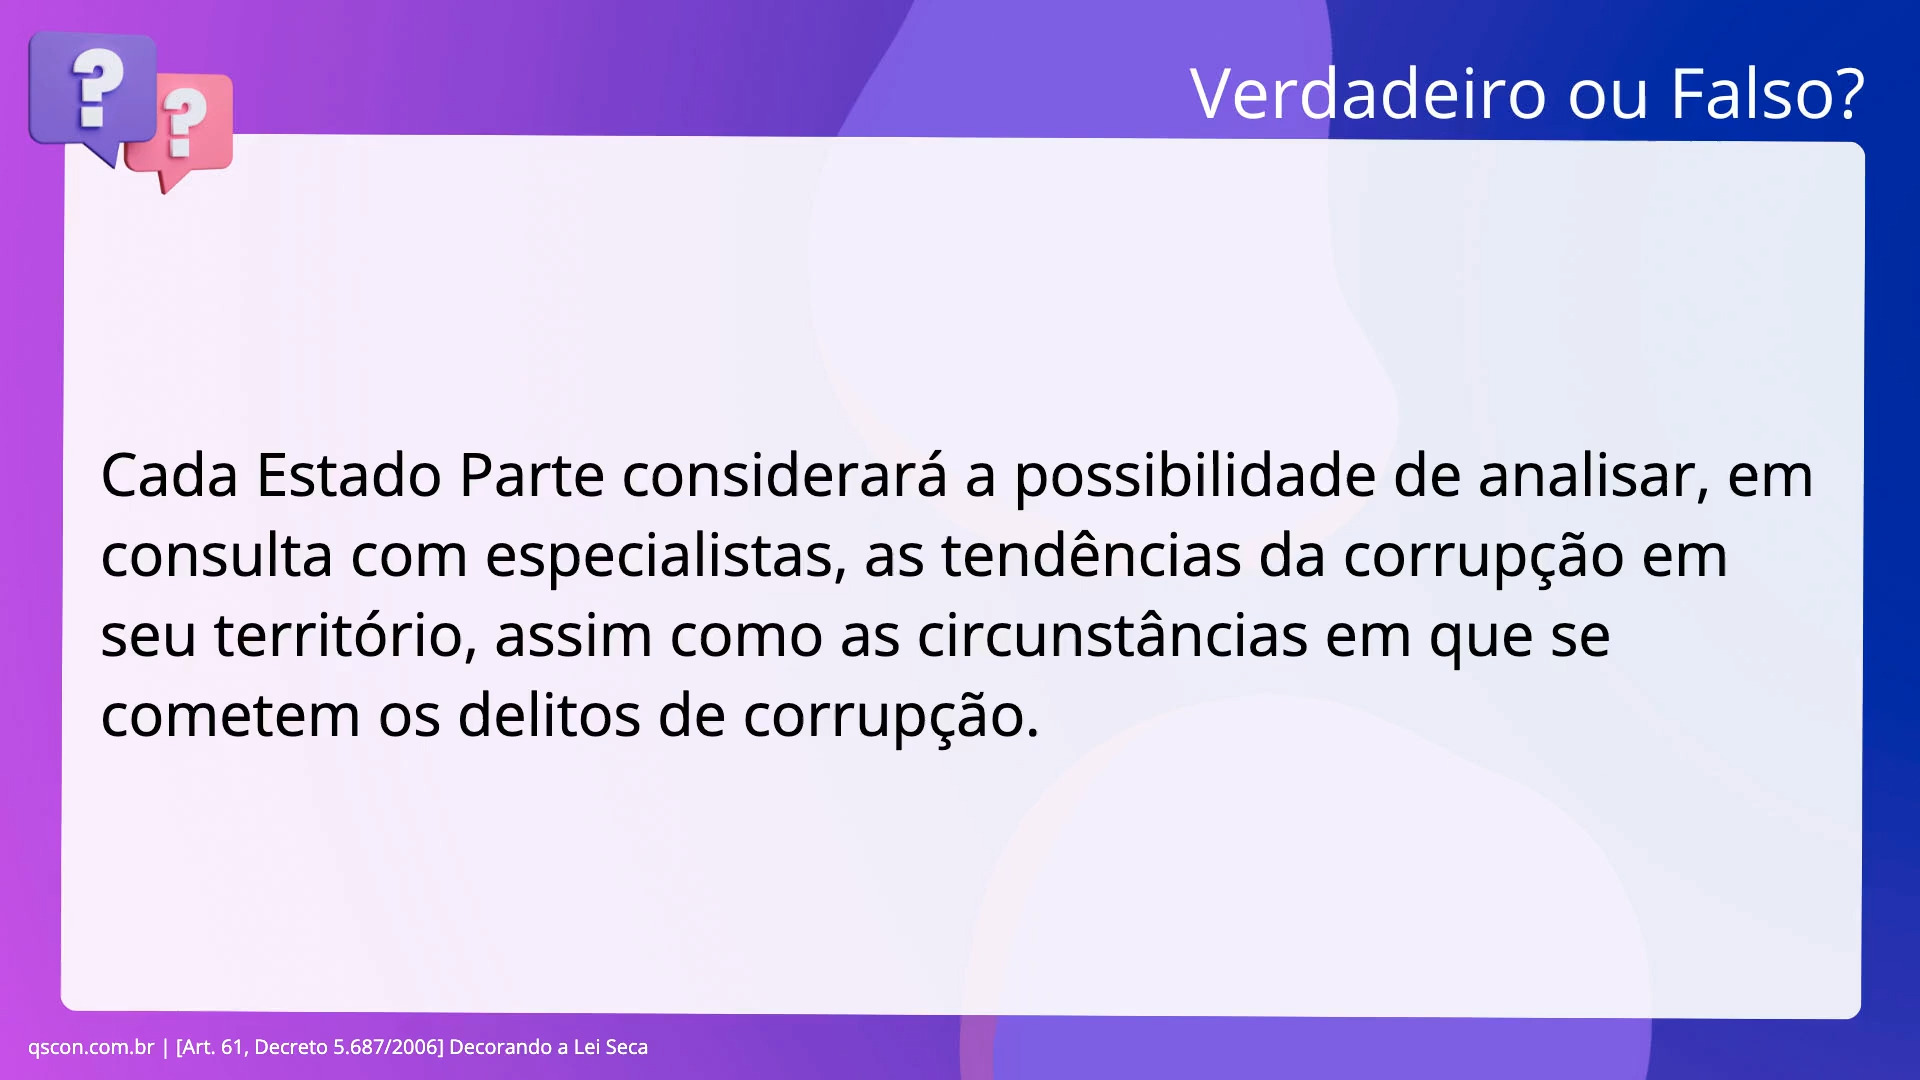 Verdadeiro ou Falso?
Cada Estado Parte considerará a possibilidade de analisar, em
consulta com especialistas, as tendências da corrupção em
seu território, assim como as circunstâncias em que se
cometem os delitos de corrupção.
qscon.com.br | [Art. 61, Decreto 5.687/2006] Decorando a Lei Seca